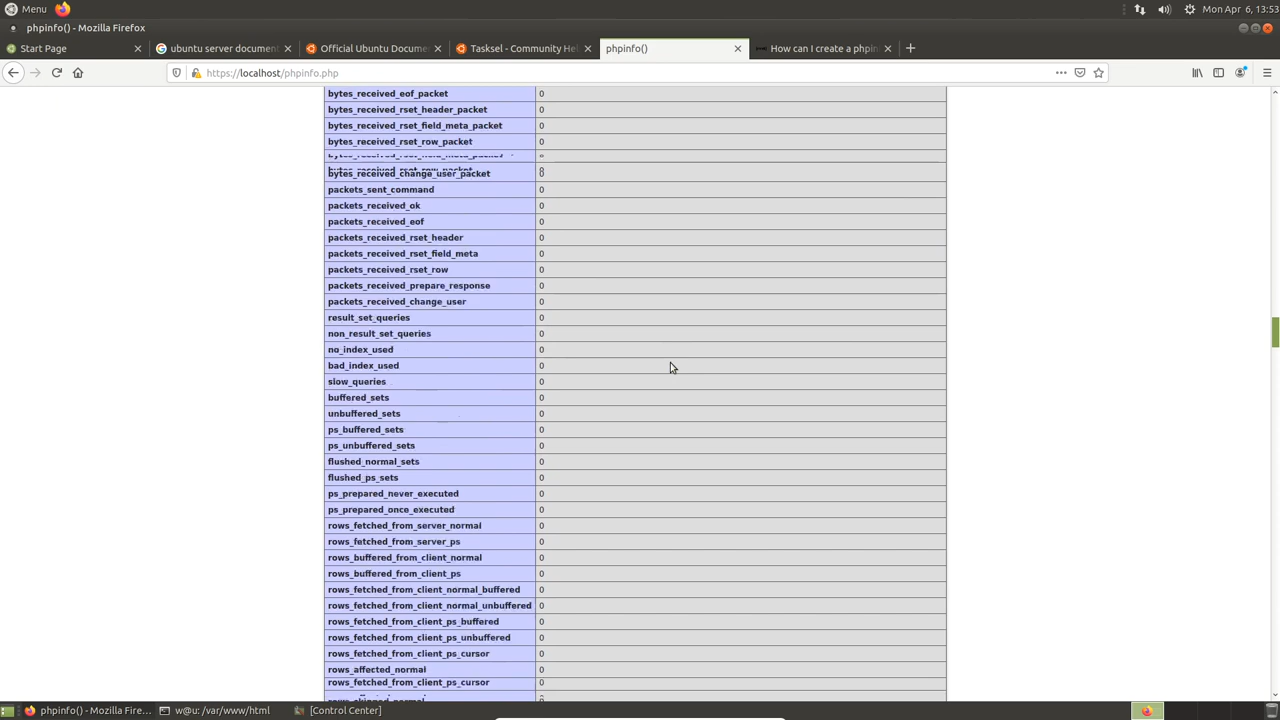 Menu
Mon Apr 6, 13:53
phpinfo() - Mozilla Firefox
Start Page
ubuntu server document
Official Ubuntu Docume
Tasksel - Community Hel
phpinfo()
How can I create a phpin
https://localhost/phpinfo.php
bytes_received_eof_packet 0
bytes_received_rset_header_packet 0
bytes_received_rset_field_meta_packet 0
bytes_received_rset_row_packet 0
bytes_received_rset_field_meta_packet
bytes_received_rset_row_packet 0
bytes_received_change_user_packet 0
packets_sent_command 0
packets_received_ok 0
packets_received_eof 0
packets_received_rset_header 0
packets_received_rset_field_meta 0
packets_received_rset_row 0
packets_received_prepare_response 0
packets_received_change_user 0
result_set_queries 0
non_result_set_queries 0
no_index_used 0
bad_index_used 0
slow_queries 0
buffered_sets 0
unbuffered_sets 0
ps_buffered_sets 0
ps_unbuffered_sets 0
flushed_normal_sets 0
flushed_ps_sets 0
ps_prepared_never_executed 0
ps_prepared_once_executed 0
rows_fetched_from_server_normal 0
rows_fetched_from_server_ps 0
rows_buffered_from_client_normal 0
rows_buffered_from_client_ps 0
rows_fetched_from_client_normal_buffered 0
rows_fetched_from_client_normal_unbuffered 0
rows_fetched_from_client_ps_buffered 0
rows_fetched_from_client_ps_unbuffered 0
rows_fetched_from_client_ps_cursor 0
rows_affected_normal 0
rows_fetched_from_client_ps_cursor 0
phpinfo() - Mozilla Fire...
w@u: /var/www/html
[Control Center]